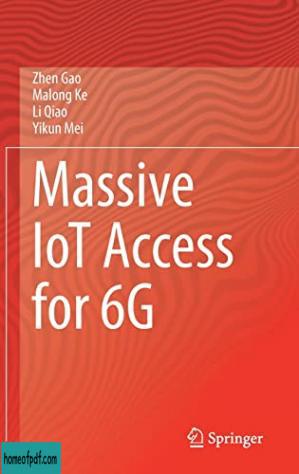 Zhen Gao
Malong Ke
Li Qiao
Yikun Mei
Massive
IoT Access
for 6G
Springer
homeofpdf.com